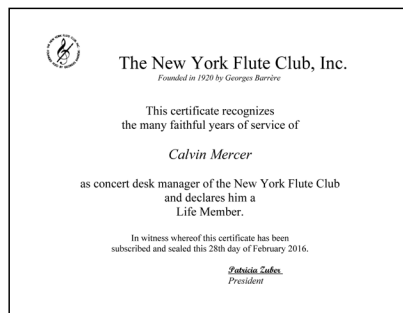 The New York Flute Club, Inc.
Founded in 1920 by Georges Barrère
This certificate recognizes
the many faithful years of service of
Calvin Mercer
as concert desk manager of the New York Flute Club
and declares him a
Life Member.
In witness whereof this certificate has been
subscribed and sealed this 28th day of February 2016.
Patricia Zuber
President